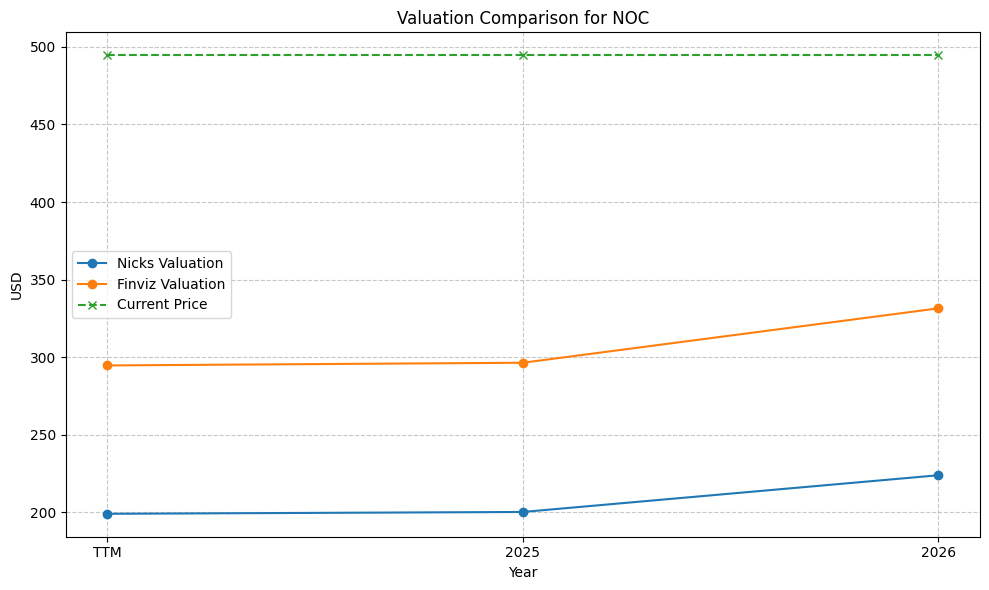 Valuation Comparison for NOC
500
450
400
350
300
250
200
USD
Nicks Valuation
Finviz Valuation
Current Price
TTM
2025
2026
Year